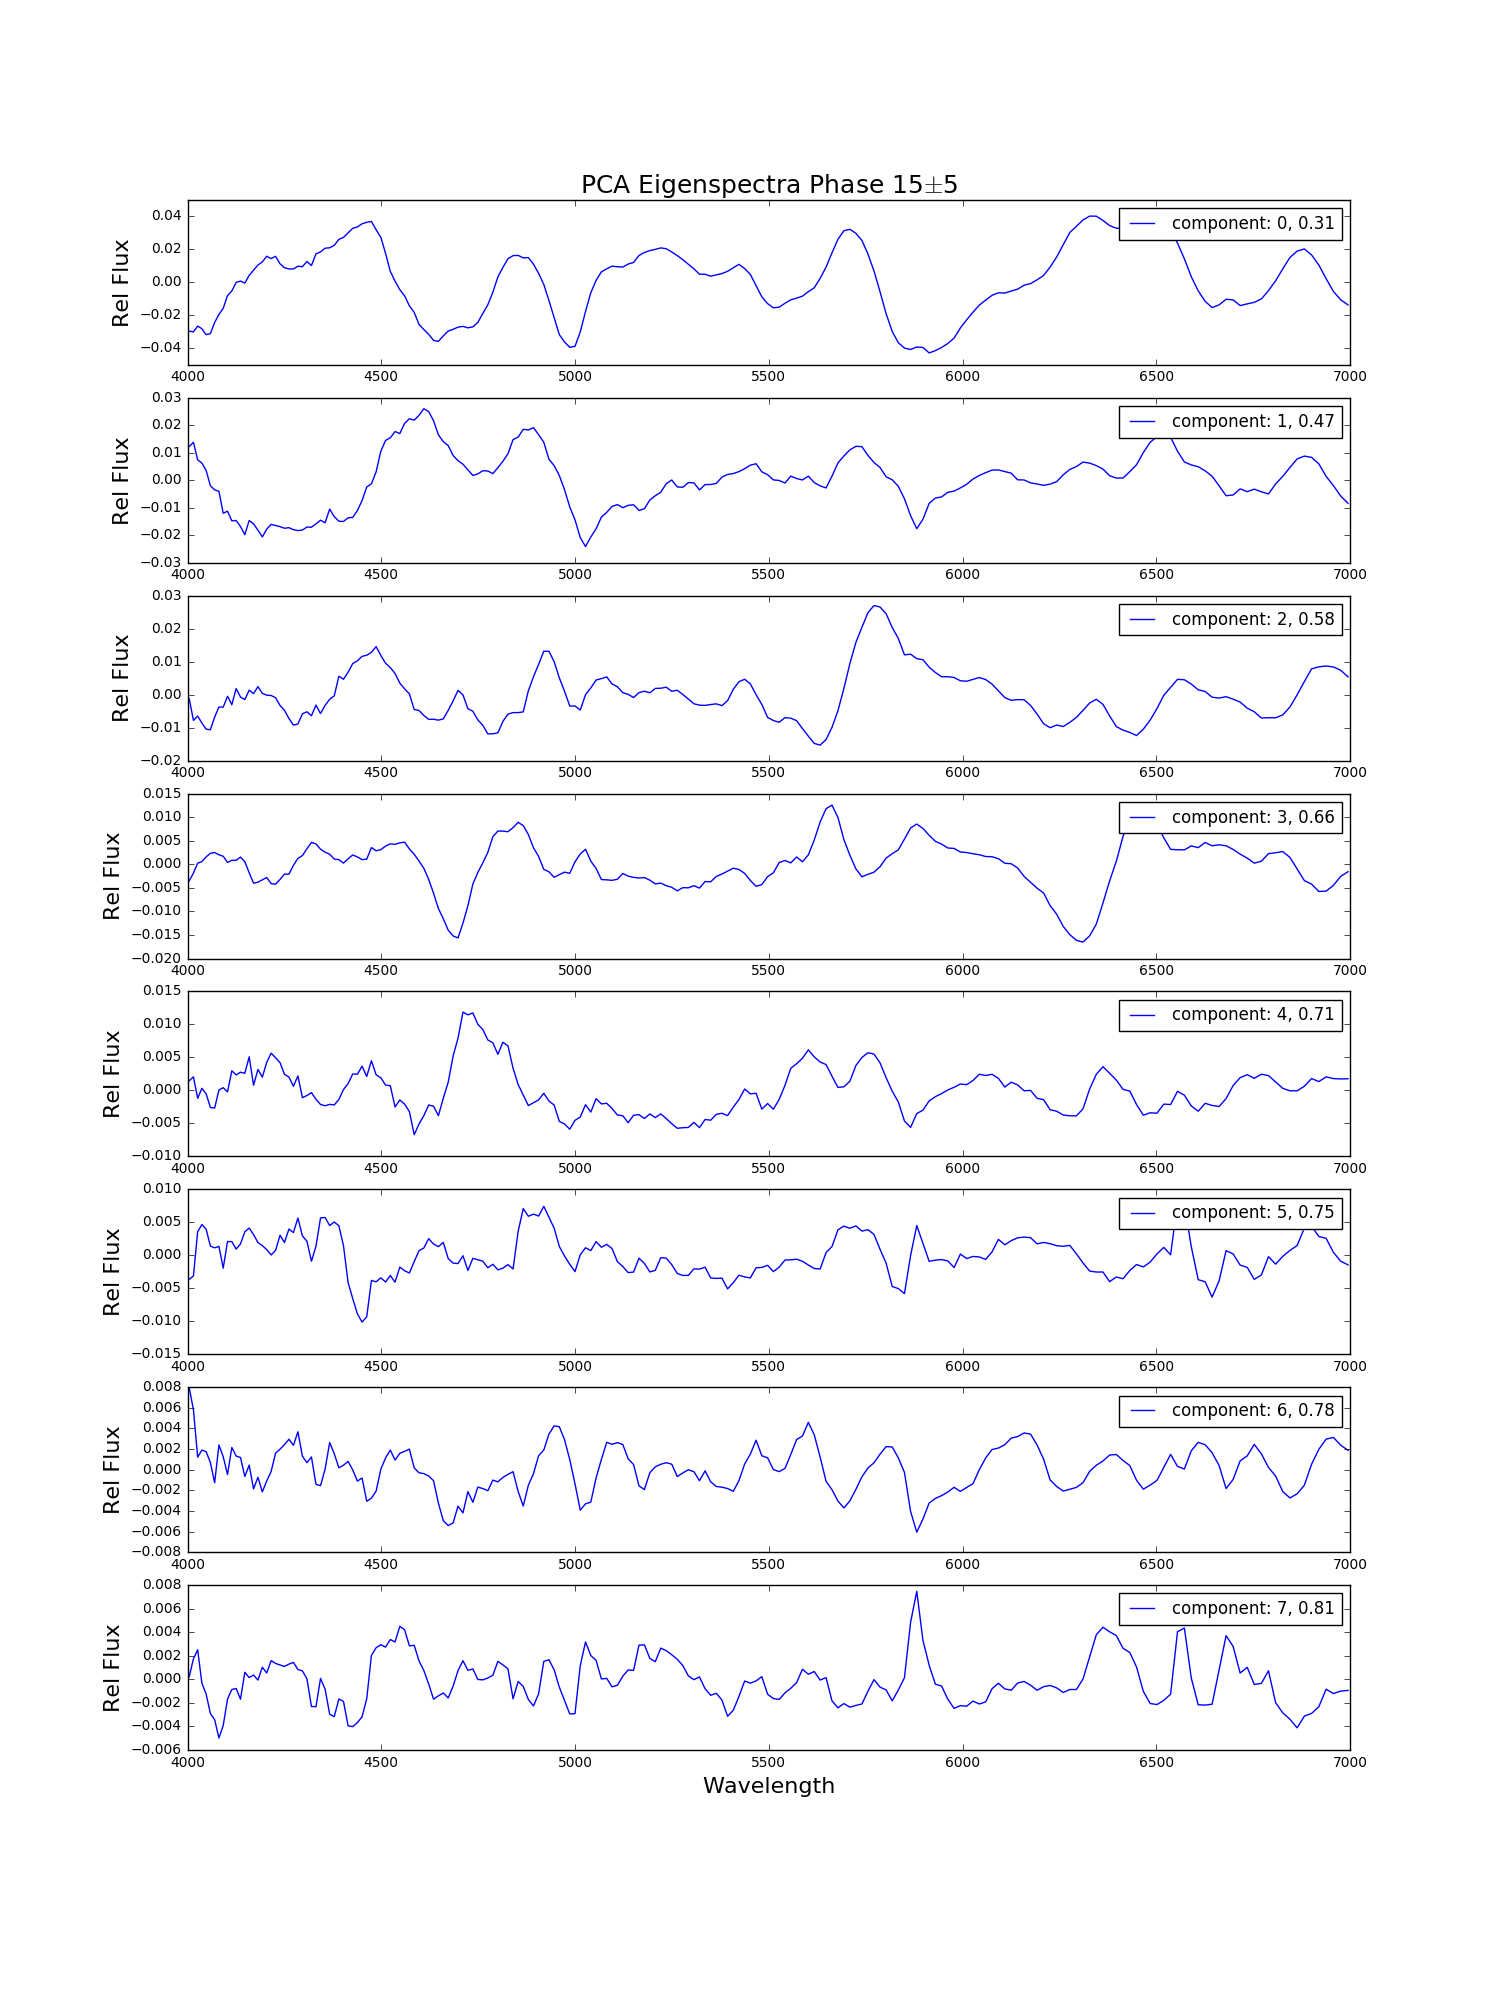 PCA Eigenspectra Phase 15±5
Rel Flux
0.04
0.02
0.00
−0.02
−0.04
component: 0, 0.31
4000 4500 5000 5500 6000 6500 7000
Rel Flux
0.03
0.02
0.01
0.00
−0.01
−0.02
−0.03
component: 1, 0.47
4000 4500 5000 5500 6000 6500 7000
Rel Flux
0.03
0.02
0.01
0.00
−0.01
−0.02
component: 2, 0.58
4000 4500 5000 5500 6000 6500 7000
Rel Flux
0.015
0.010
0.005
0.000
−0.005
−0.010
−0.015
−0.020
component: 3, 0.66
4000 4500 5000 5500 6000 6500 7000
Rel Flux
0.015
0.010
0.005
0.000
−0.005
−0.010
component: 4, 0.71
4000 4500 5000 5500 6000 6500 7000
Rel Flux
0.010
0.005
0.000
−0.005
−0.010
−0.015
component: 5, 0.75
4000 4500 5000 5500 6000 6500 7000
Rel Flux
0.008
0.006
0.004
0.002
0.000
−0.002
−0.004
−0.006
−0.008
component: 6, 0.78
4000 4500 5000 5500 6000 6500 7000
Rel Flux
0.008
0.006
0.004
0.002
0.000
−0.002
−0.004
−0.006
component: 7, 0.81
4000 4500 5000 5500 6000 6500 7000
Wavelength